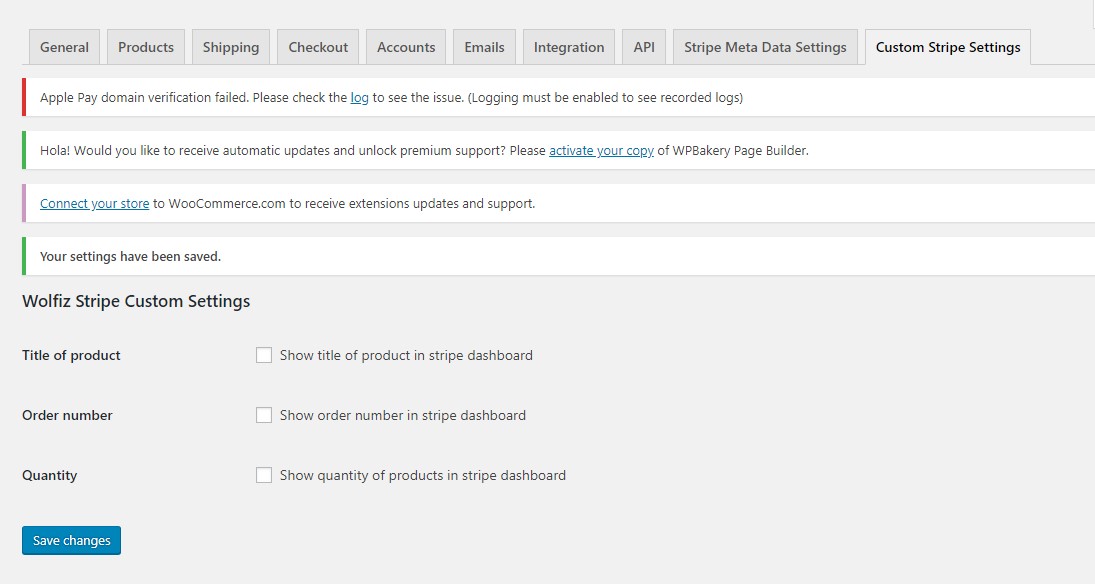 General Products Shipping Checkout Accounts Emails Integration API Stripe Meta Data Settings Custom Stripe Settings
Apple Pay domain verification failed. Please check the log to see the issue. (Logging must be enabled to see recorded logs)
Hola! Would you like to receive automatic updates and unlock premium support? Please activate your copy of WPBakery Page Builder.
Connect your store to WooCommerce.com to receive extensions updates and support.
Your settings have been saved.
Wolfiz Stripe Custom Settings
Title of product Show title of product in stripe dashboard
Order number Show order number in stripe dashboard
Quantity Show quantity of products in stripe dashboard
Save changes